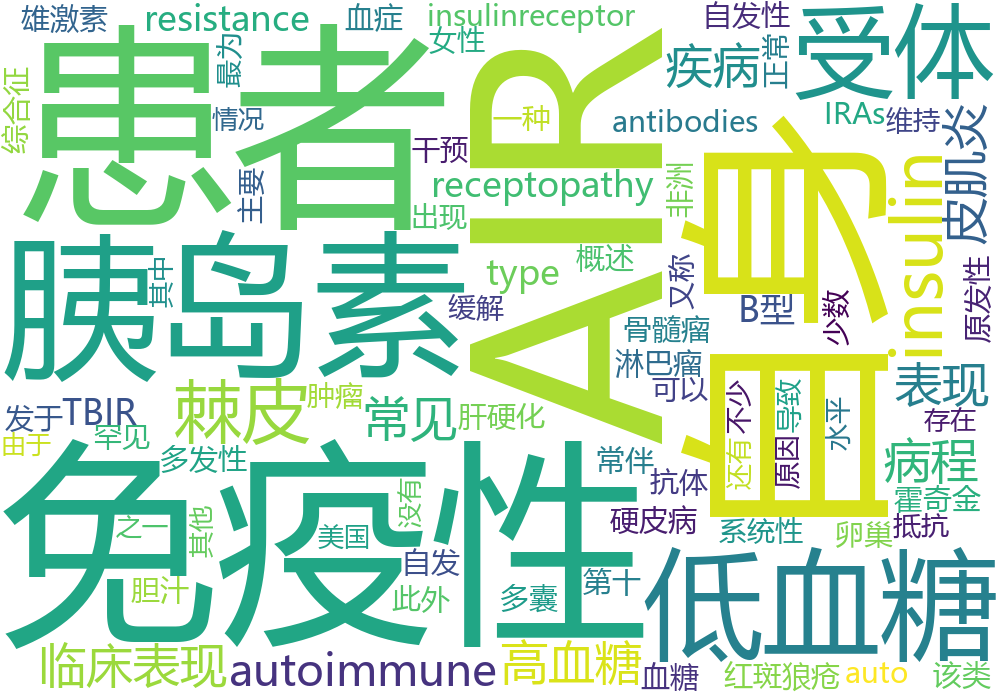 雄激素
resistance
血症
insulinreceptor
自发性
受体
患者
最为
女性
AIR
疾病
正常
综合征
情况
一种
antibodies
IRAs
维持
干预
主要
receptopathy
非洲
自身
insulin
皮肌炎
出现
胰岛素
其中
type
概述
又称
缓解
B型
少数
原发性
骨髓瘤
淋巴瘤
表现
棘皮
肿瘤
常见
肝硬化
可以
不少
导致
水平
存在
发于
TBIR
罕见
由于
多发性
常伴
抗体
还有
原因
病程
免疫性
之一
其他
美国
没有
硬皮病
系统性
卵巢
霍奇金
抵抗
自发
低血糖
胆汁
此外
多囊
第十
临床表现
autoimmune
高血糖
血糖
红斑狼疮
auto
该类